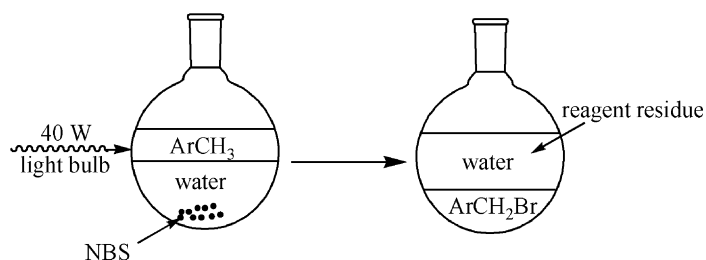 40 W
light bulb
ArCH₃
water
NBS
reagent residue
water
ArCH₂Br